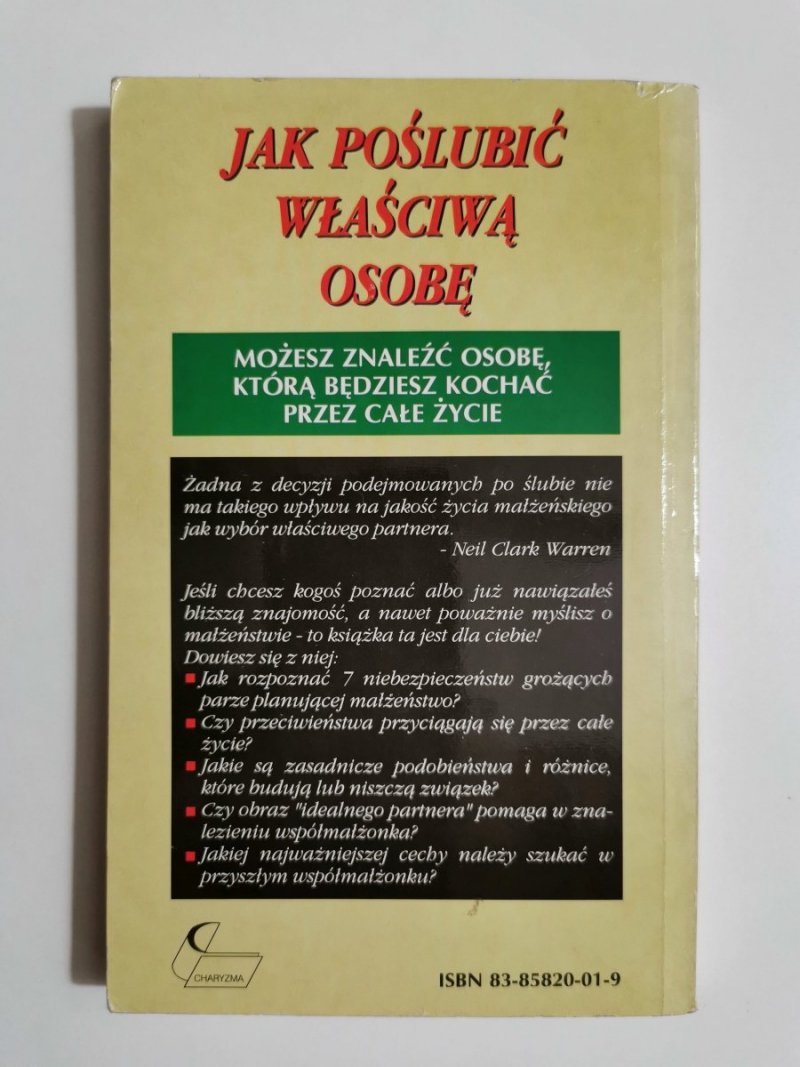 JAK POŚLUBIĆ
WŁAŚCIWĄ
OSOBĘ
MOŻESZ ZNALEŹĆ OSOBĘ,
KTÓRĄ BĘDZIESZ KOCHAĆ
PRZEZ CAŁE ŻYCIE
Żadna z decyzji podejmowanych po ślubie nie
ma takiego wpływu na jakość życia małżeńskiego
jak wybór właściwego partnera.
- Neil Clark Warren
Jeśli chcesz kogoś poznać albo już nawiązałeś
bliższą znajomość, a nawet poważnie myślisz o
małżeństwie - to książka ta jest dla ciebie!
Dowiesz się z niej:
■ Jak rozpoznać 7 niebezpieczeństw grożących
parze planującej małżeństwo?
■ Czy przeciwieństwa przyciągają się przez całe
życie?
■ Jakie są zasadnicze podobieństwa i różnice,
które budują lub niszczą związek?
■ Czy obraz "idealnego partnera" pomaga w zna-
lezieniu współmałżonka?
■ Jakiej najważniejszej cechy należy szukać w
przyszłym współmałżonku?
CHARYZMA
ISBN 83-85820-01-9